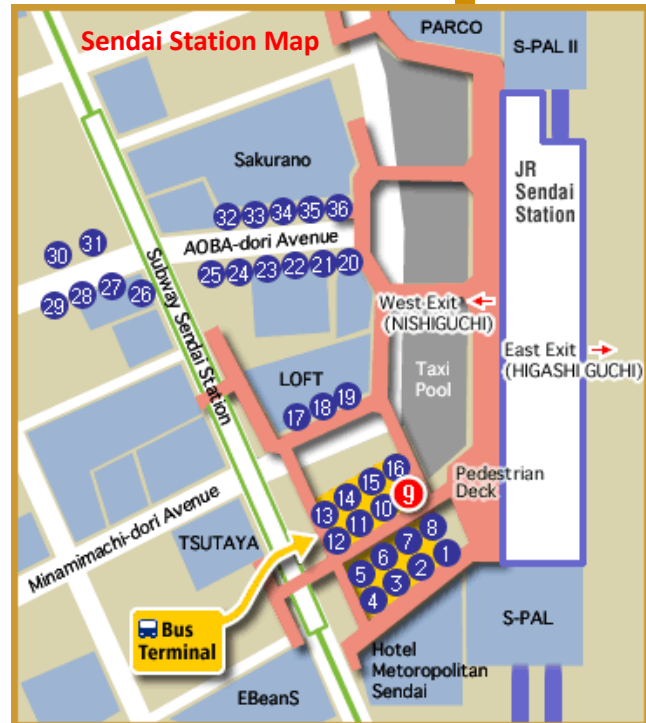 Sendai Station Map
PARCO
S-PAL II
Sakurano
JR
Sendai
Station
32 33 34 35 36
AOBA-dori Avenue
30 31
25 24 23 22 21 20
29 28 27 26
Subway Sendai Station
West Exit ←
(NISHIGUCHI)
East Exit →
(HIGASHI GUCHI)
Taxi
Pool
LOFT
17 18 19
Pedestrian
Deck
13 14 15 16
12 11 10 9
Minamimachi-dori Avenue
TSUTAYA
5 6 7 8
4 3 2 1
Bus
Terminal
S-PAL
Hotel
Metoropolitan
Sendai
EBeanS